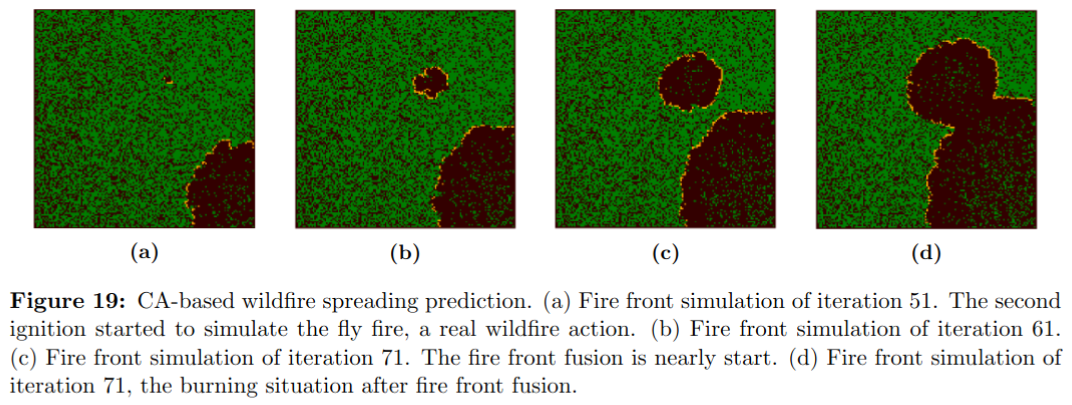 (a) (b) (c) (d)
Figure 19: CA-based wildfire spreading prediction. (a) Fire front simulation of iteration 51. The second
ignition started to simulate the fly fire, a real wildfire action. (b) Fire front simulation of iteration 61.
(c) Fire front simulation of iteration 71. The fire front fusion is nearly start. (d) Fire front simulation of
iteration 71, the burning situation after fire front fusion.